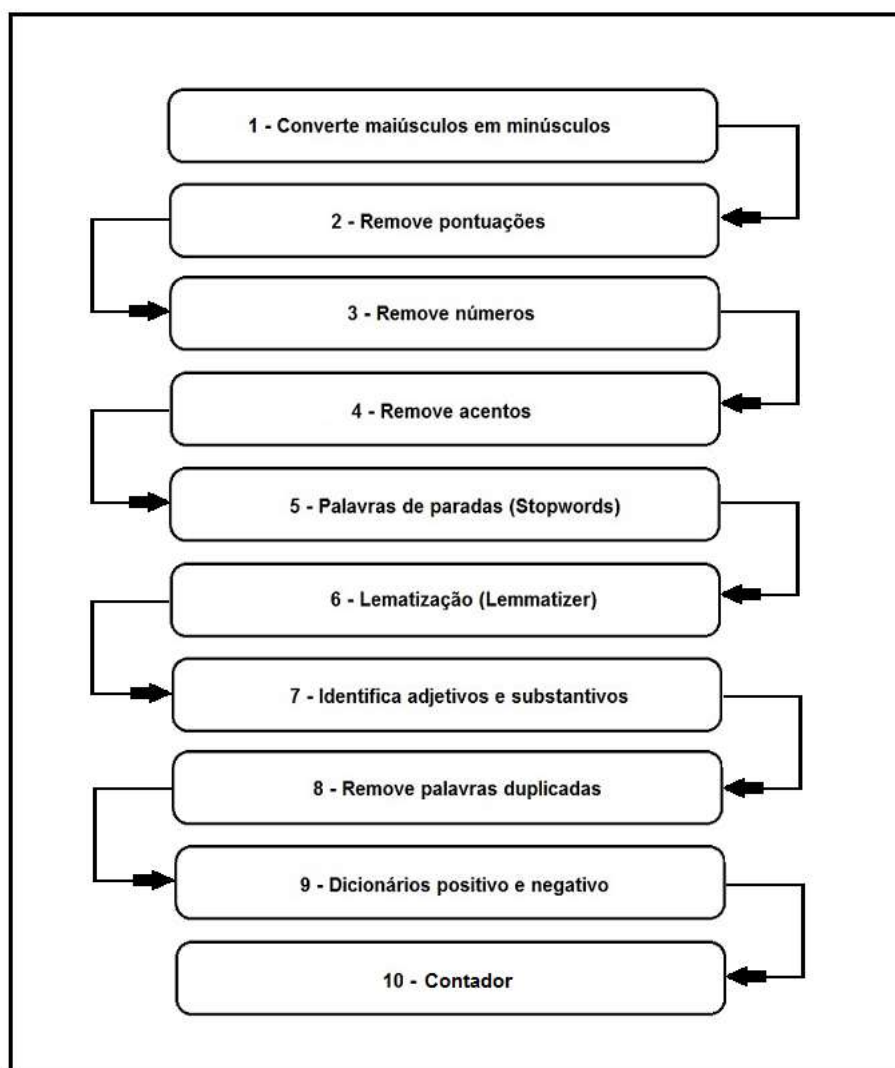 1 - Converte maiúsculos em minúsculos
2 - Remove pontuações
3 - Remove números
4 - Remove acentos
5 - Palavras de paradas (Stopwords)
6 - Lematização (Lemmatizer)
7 - Identifica adjetivos e substantivos
8 - Remove palavras duplicadas
9 - Dicionários positivo e negativo
10 - Contador